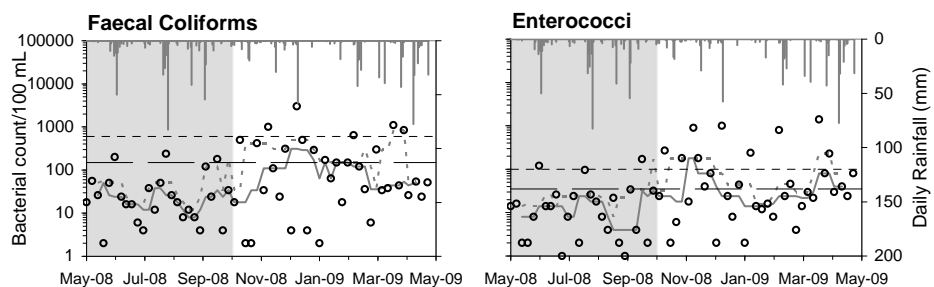 Faecal Coliforms
Enterococci
Bacterial count/100 mL
100000
10000
1000
100
10
1
May-08 Jul-08 Sep-08 Nov-08 Jan-09 Mar-09 May-09
May-08 Jul-08 Sep-08 Nov-08 Jan-09 Mar-09 May-09
0
50
100
150
200
Daily Rainfall (mm)